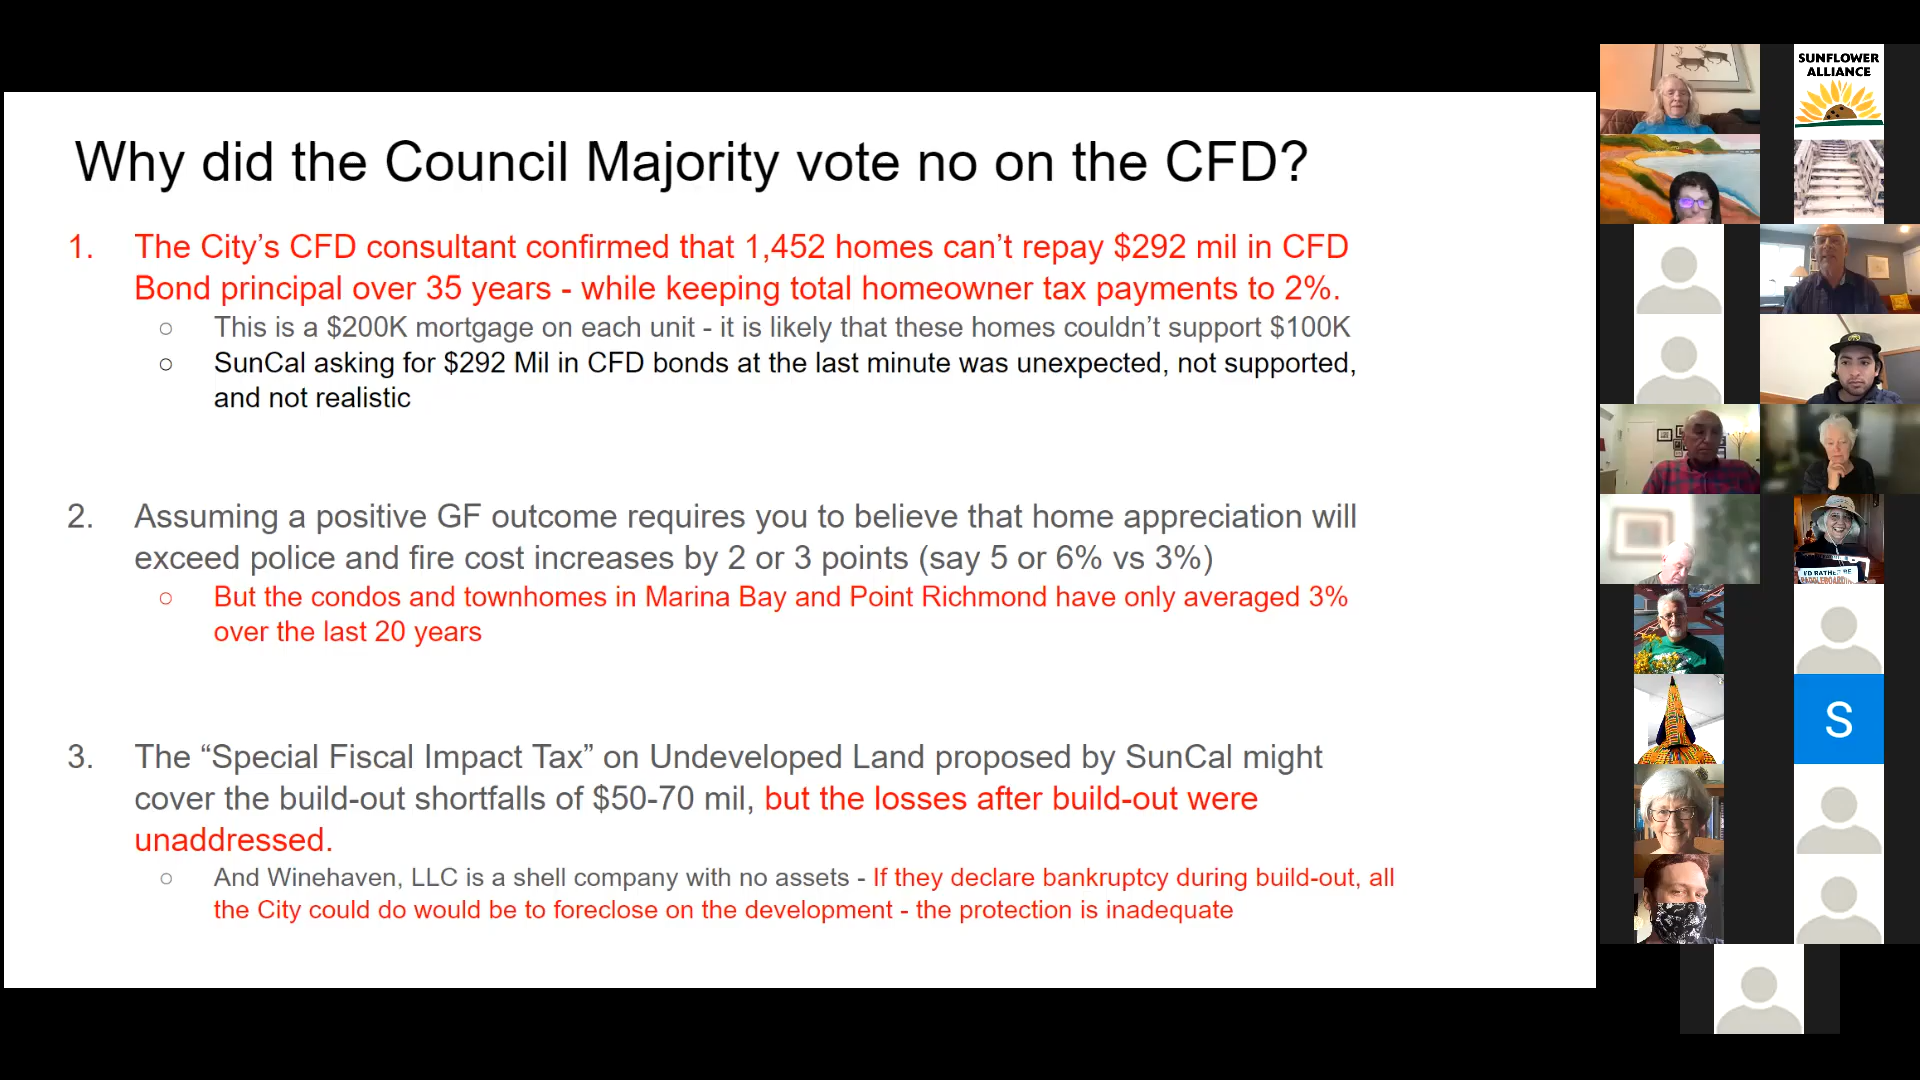 Why did the Council Majority vote no on the CFD?
1. The City’s CFD consultant confirmed that 1,452 homes can’t repay $292 mil in CFD
Bond principal over 35 years - while keeping total homeowner tax payments to 2%.
○ This is a $200K mortgage on each unit - it is likely that these homes couldn’t support $100K
○ SunCal asking for $292 Mil in CFD bonds at the last minute was unexpected, not supported,
and not realistic
2. Assuming a positive GF outcome requires you to believe that home appreciation will
exceed police and fire cost increases by 2 or 3 points (say 5 or 6% vs 3%)
○ But the condos and townhomes in Marina Bay and Point Richmond have only averaged 3%
over the last 20 years
3. The “Special Fiscal Impact Tax” on Undeveloped Land proposed by SunCal might
cover the build-out shortfalls of $50-70 mil, but the losses after build-out were
unaddressed.
○ And Winehaven, LLC is a shell company with no assets - If they declare bankruptcy during build-out, all
the City could do would be to foreclose on the development - the protection is inadequate
SUNFLOWER
ALLIANCE
I'D RATHER BE
S